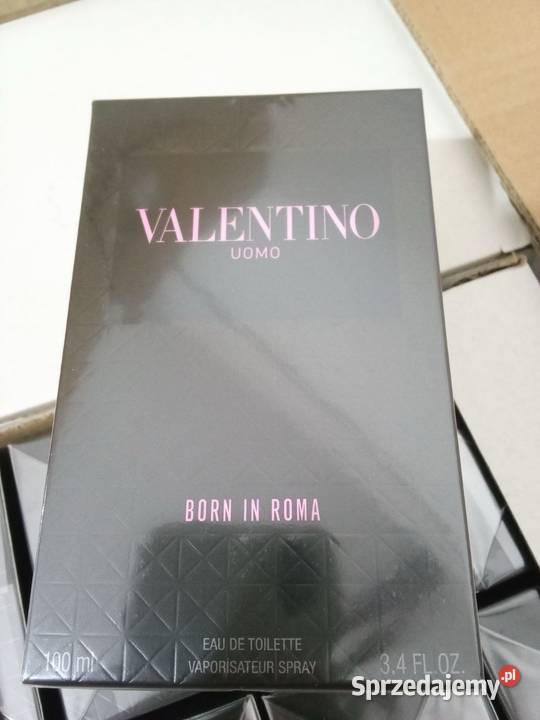 VALENTINO
UOMO
BORN IN ROMA
EAU DE TOILETTE
100 ml VAPORISATEUR SPRAY 3.4 FL.OZ.
Sprzedajemy.pl